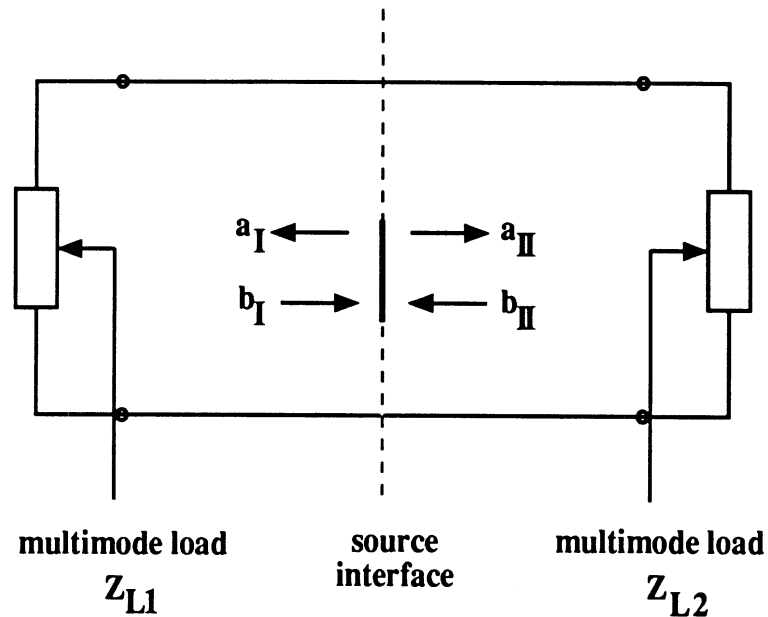 a_I
a_II
b_I
b_II
multimode load
Z_L1
source
interface
multimode load
Z_L2